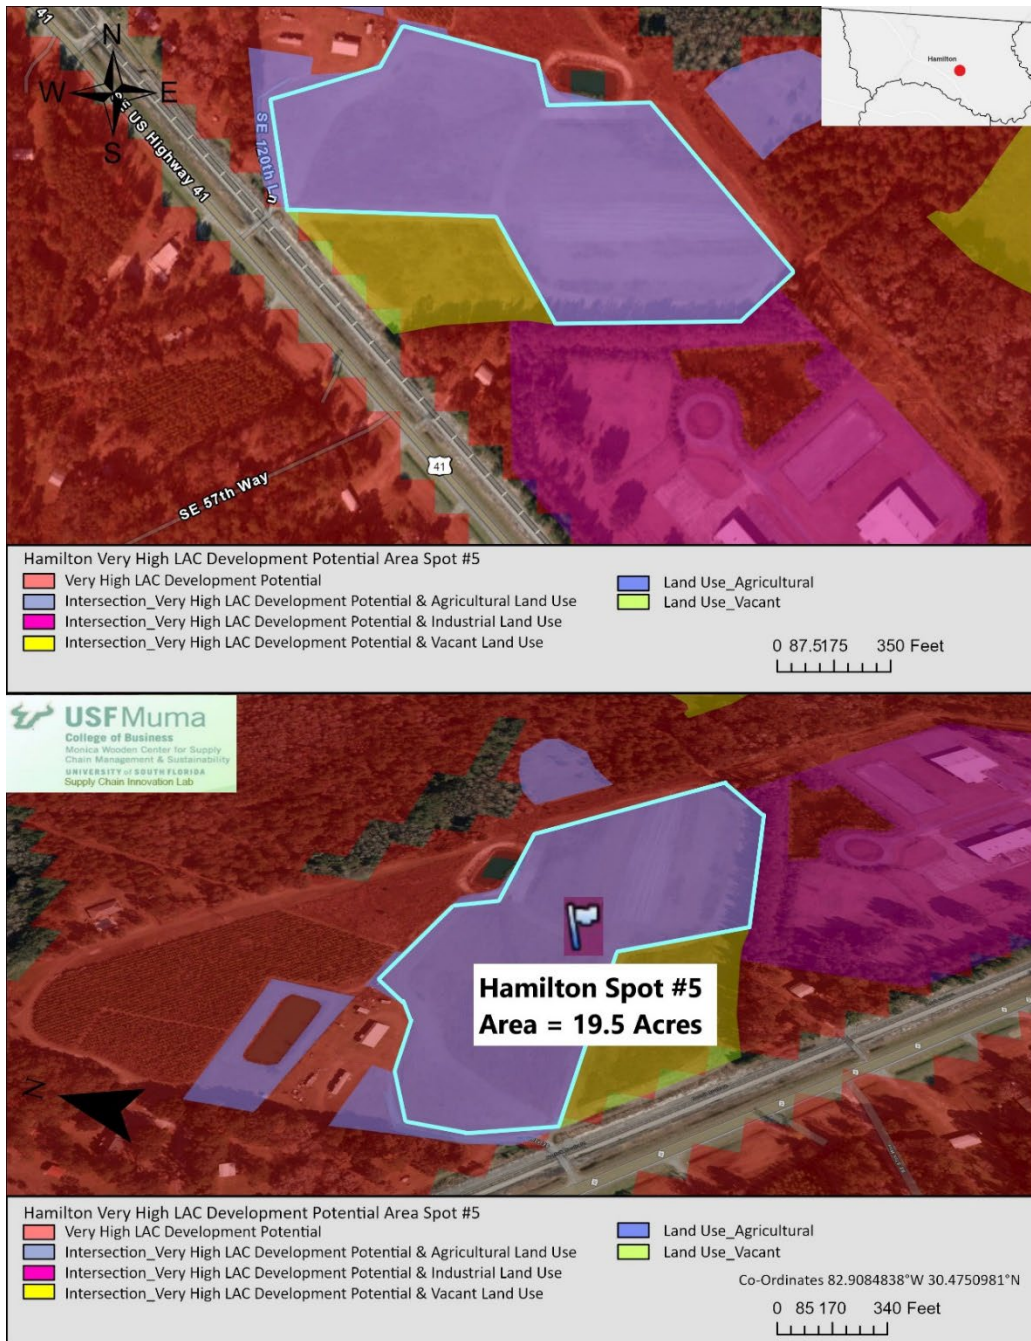 41
N
W E
S
SE US Highway 41
SE 120th Ln
Hamilton
41
SE 57th Way
Hamilton Very High LAC Development Potential Area Spot #5
Very High LAC Development Potential
Intersection_Very High LAC Development Potential & Agricultural Land Use
Intersection_Very High LAC Development Potential & Industrial Land Use
Intersection_Very High LAC Development Potential & Vacant Land Use
Land Use_Agricultural
Land Use_Vacant
0 87.5175 350 Feet
USF Muma
College of Business
Monica Wooden Center for Supply
Chain Management & Sustainability
UNIVERSITY of SOUTH FLORIDA
Supply Chain Innovation Lab
Hamilton Spot #5
Area = 19.5 Acres
N
Hamilton Very High LAC Development Potential Area Spot #5
Very High LAC Development Potential
Intersection_Very High LAC Development Potential & Agricultural Land Use
Intersection_Very High LAC Development Potential & Industrial Land Use
Intersection_Very High LAC Development Potential & Vacant Land Use
Land Use_Agricultural
Land Use_Vacant
Co-Ordinates 82.9084838°W 30.4750981°N
0 85 170 340 Feet